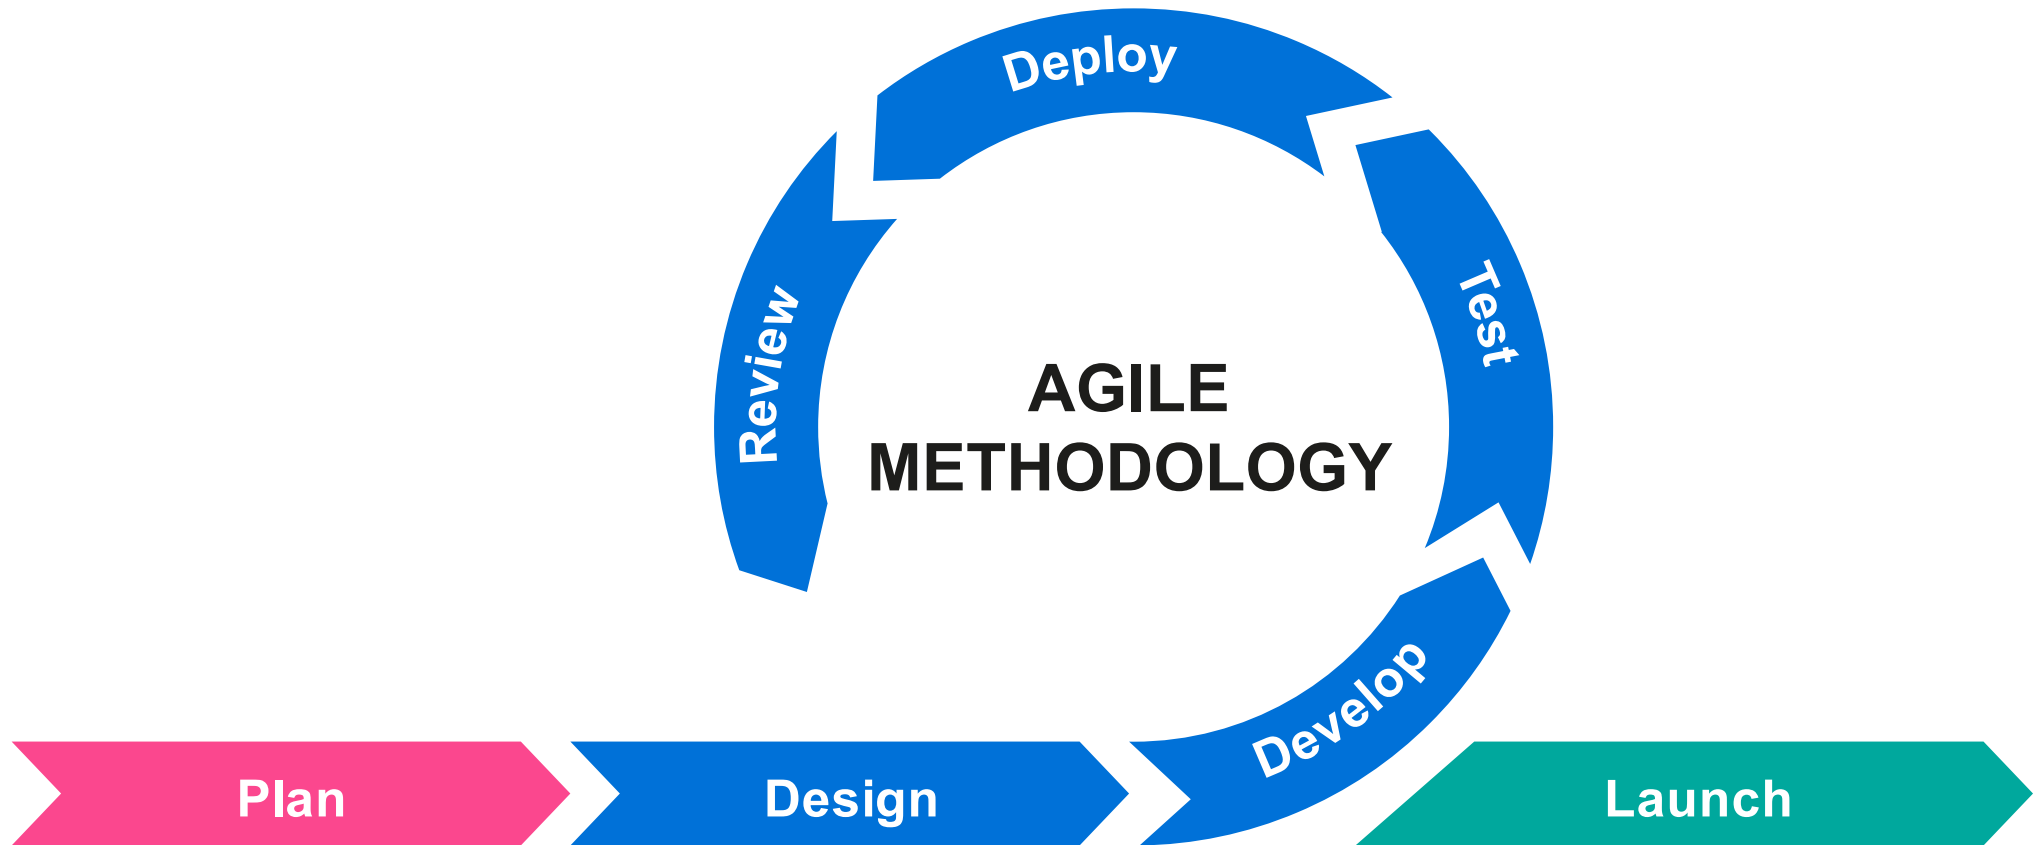 Deploy
Review
Test
AGILE
METHODOLOGY
Develop
Plan
Design
Launch